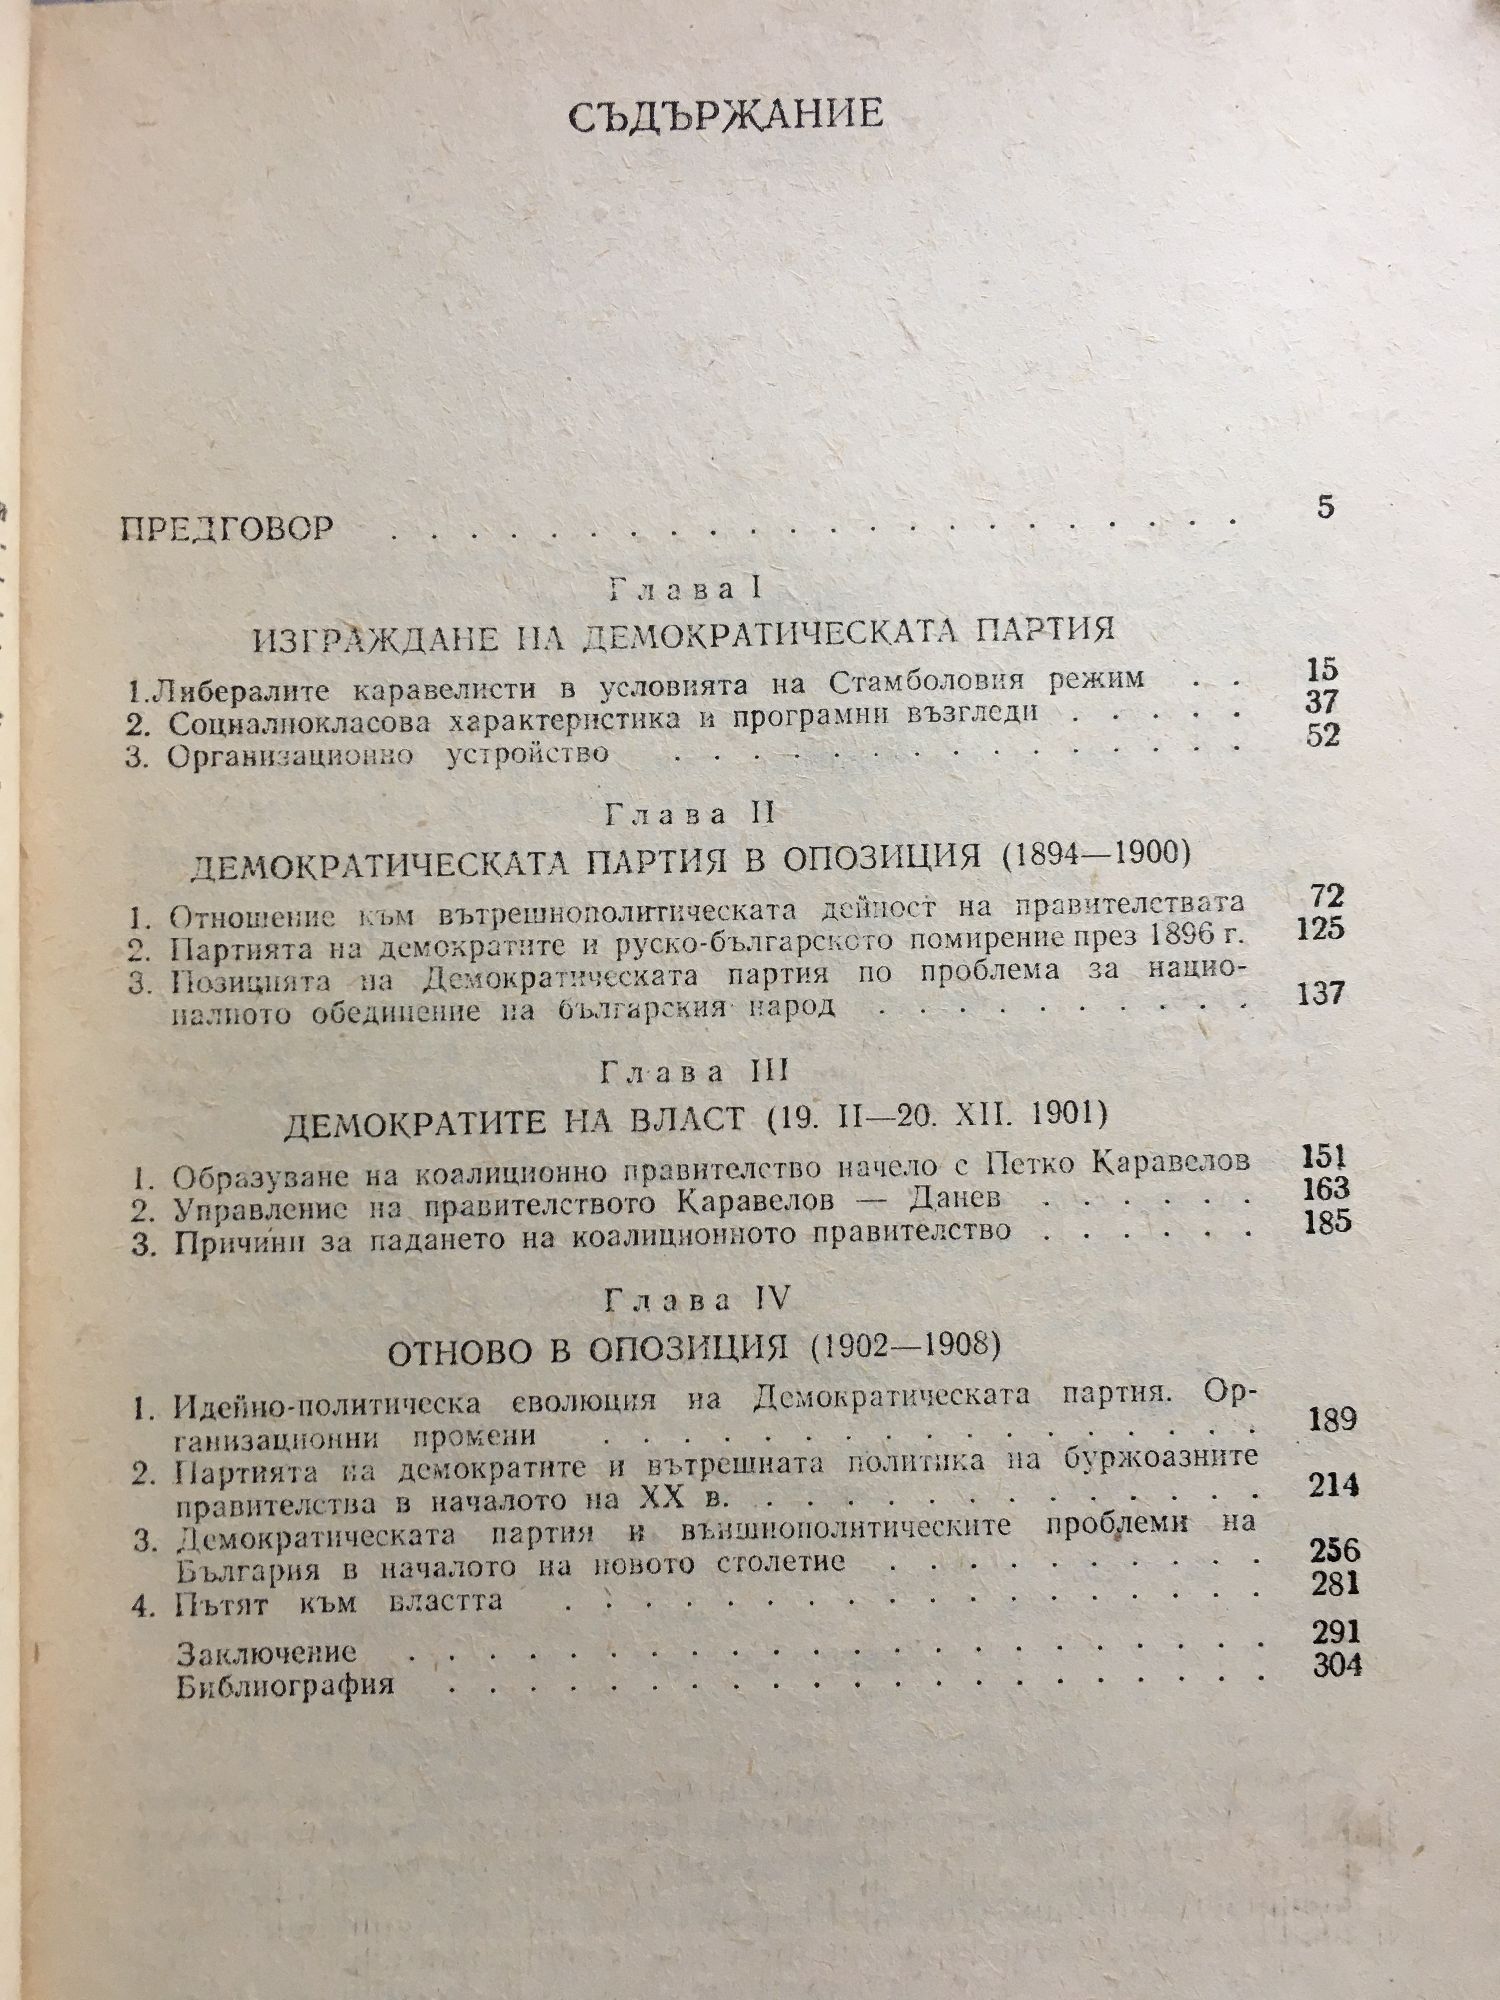 СЪДЪРЖАНИЕ
ПРЕДГОВОР . . . . . . . . . . . . . . . . . . . . . . 5
Глава I
ИЗГРАЖДАНЕ НА ДЕМОКРАТИЧЕСКАТА ПАРТИЯ
1.Либералите каравелисти в условията на Стамболовия режим . . 15
2. Социалнокласова характеристика и програмни възгледи . . . . . 37
3. Организационно устройство . . . . . . . . . . . . . . . 52
Глава II
ДЕМОКРАТИЧЕСКАТА ПАРТИЯ В ОПОЗИЦИЯ (1894—1900)
1. Отношение към вътрешнополитическата дейност на правителствата 72
2. Партията на демократите и руско-българското помирение през 1896 г. 125
3. Позицията на Демократическата партия по проблема за нацио-
налното обединение на българския народ . . . . . . . . . . 137
Глава III
ДЕМОКРАТИТЕ НА ВЛАСТ (19. II—20. XII. 1901)
1. Образуване на коалиционно правителство начело с Петко Каравелов 151
2. Управление на правителството Каравелов — Данев . . . . . . 163
3. Причини за падането на коалиционното правителство . . . . . . 185
Глава IV
ОТНОВО В ОПОЗИЦИЯ (1902—1908)
1. Идейно-политическа еволюция на Демократическата партия. Ор-
ганизационни промени . . . . . . . . . . . . . . . . . 189
2. Партията на демократите и вътрешната политика на буржоазните
правителства в началото на XX в. . . . . . . . . . . . . . 214
3. Демократическата партия и външнополитическите проблеми на
България в началото на новото столетие . . . . . . . . . . 256
4. Пътят към властта . . . . . . . . . . . . . . . . . . 281
Заключение . . . . . . . . . . . . . . . . . . . . . . 291
Библиография . . . . . . . . . . . . . . . . . . . . . 304